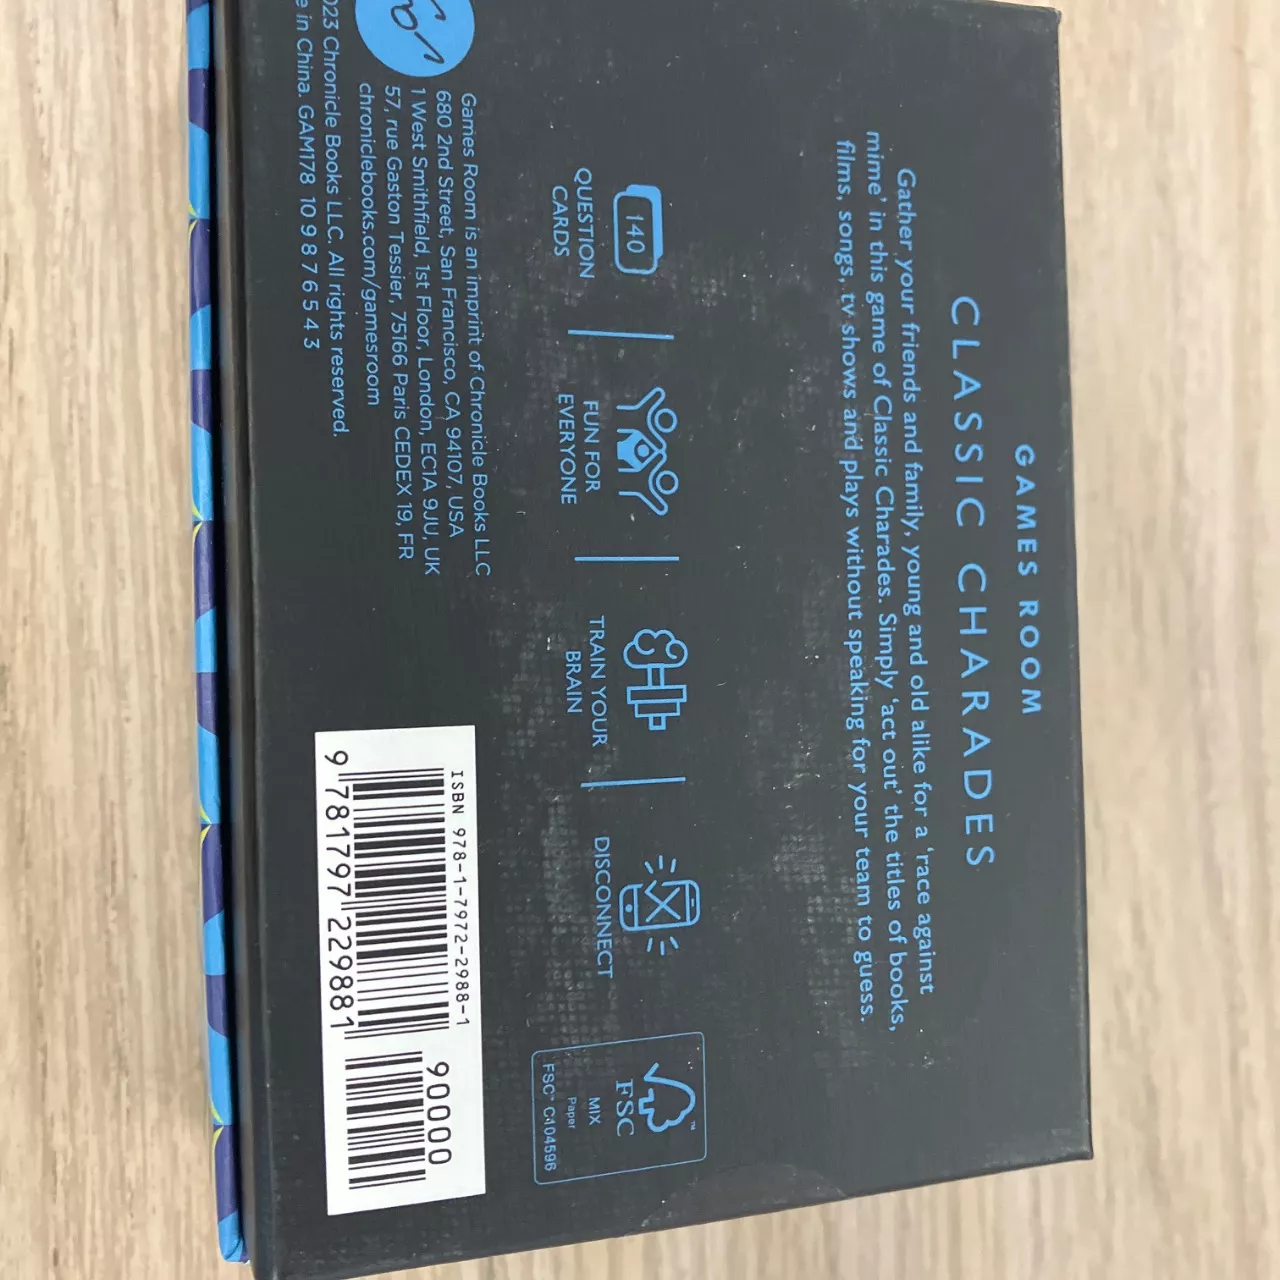 GAMES ROOM
CLASSIC CHARADES
Gather your friends and family, young and old alike for a ‘race against
mime’ in this game of Classic Charades. Simply ‘act out’ the titles of books,
films, songs, tv shows and plays without speaking for your team to guess.
140
QUESTION
CARDS
FUN FOR
EVERYONE
TRAIN YOUR
BRAIN
DISCONNECT
FSC
MIX
Paper
FSC™ C104596
Games Room is an imprint of Chronicle Books LLC
680 2nd Street, San Francisco, CA 94107, USA
1 West Smithfield, 1st Floor, London, EC1A 9JU, UK
57, rue Gaston Tessier, 75166 Paris CEDEX 19, FR
chroniclebooks.com/gamesroom
023 Chronicle Books LLC. All rights reserved.
e in China. GAM178 10 9 8 7 6 5 4 3
ISBN 978-1-7972-2988-1
9 781797 229881
90000